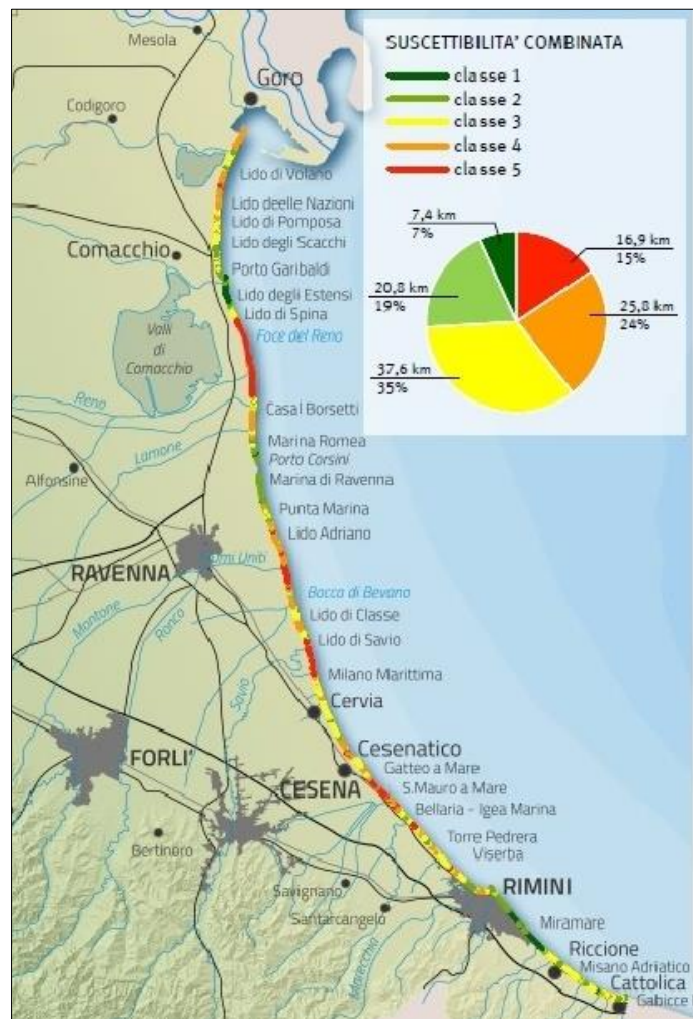 Mesola
Goro
Codigoro
Lido di Volano
Lido deelle Nazioni
Lido di Pomposa
Lido degli Scacchi
Comacchio
Porto Garibaldi
Lido degli Estensi
Lido di Spina
Foce del Reno
Valli
di
Comacchio
Reno
Casal Borsetti
Lamone
Marina Romea
Porto Corsini
Marina di Ravenna
Alfonsine
Punta Marina
Lido Adriano
RAVENNA
Fiumi Uniti
Bocca di Bevano
Montone
Ronco
Lido di Classe
Lido di Savio
Savio
Milano Marittima
Cervia
FORLI'
Cesenatico
CESENA
Gatteo a Mare
S.Mauro a Mare
Bellaria - Igea Marina
Bertinoro
Torre Pedrera
Viserba
Savignano
RIMINI
Santarcangelo
Miramare
Marecchia
Riccione
Misano Adriatico
Cattolica
SUSCETTIBILITA' COMBINATA
classe 1
classe 2
classe 3
classe 4
classe 5
7,4 km
7%
16,9 km
15%
20,8 km
19%
25,8 km
24%
37,6 km
35%